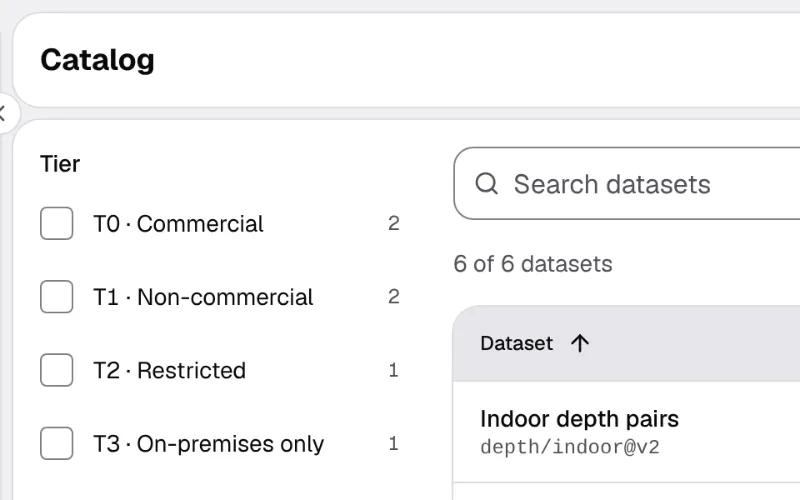 Catalog
Tier
T0 · Commercial 2
T1 · Non-commercial 2
T2 · Restricted 1
T3 · On-premises only 1
Search datasets
6 of 6 datasets
Dataset ↑
Indoor depth pairs
depth/indoor@v2